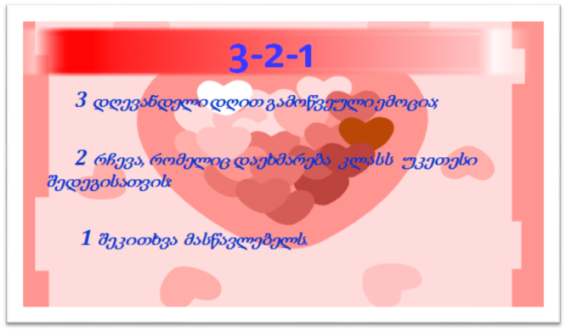 3-2-1
3 დღევანდელი დღით გამოწვეული ემოცია;
2 რჩევა, რომელიც დაეხმარება კლასს უკეთესი
შედეგისათვის:
1 შეკითხვა მასწავლებელს.